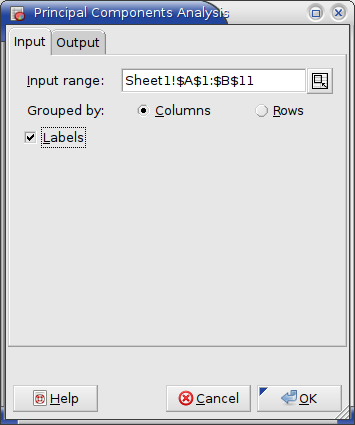 Principal Components Analysis
Input Output
Input range: Sheet1!$A$1:$B$11
Grouped by: Columns Rows
Labels
Help Cancel OK